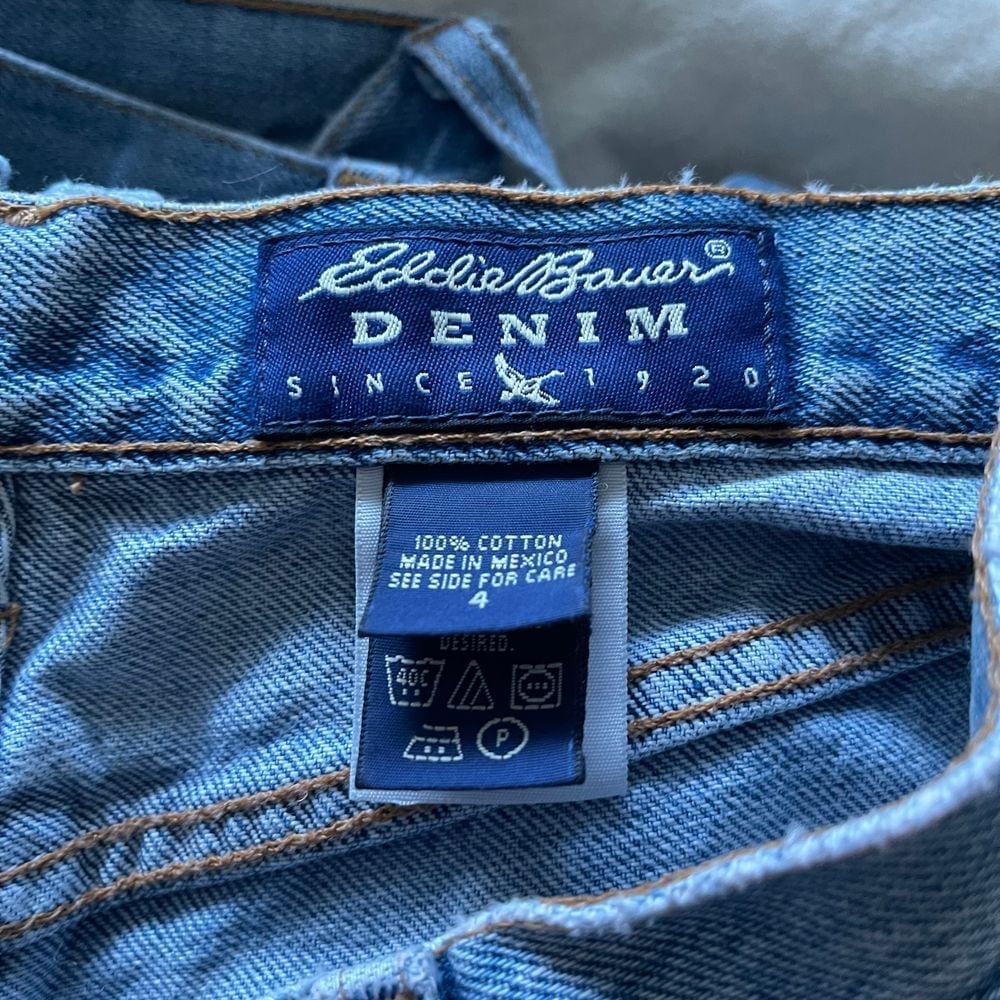 Eddie Bauer®
DENIM
SINCE 1920
100% COTTON
MADE IN MEXICO
SEE SIDE FOR CARE
4
DESIRED.
40C
P